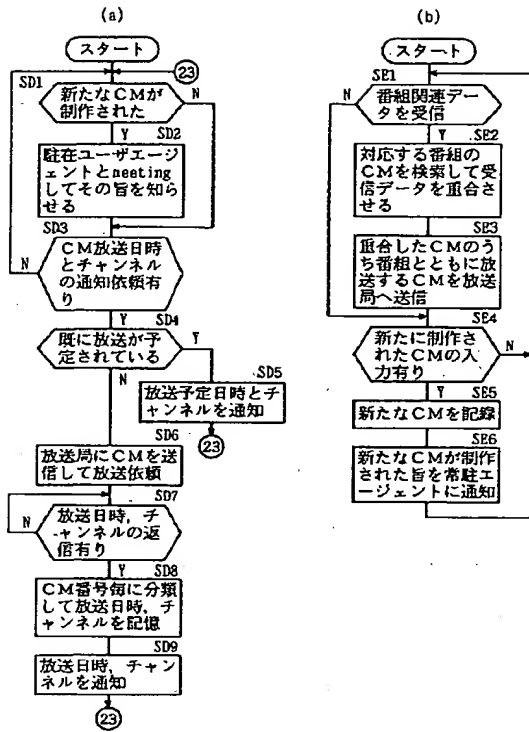 (a)
スタート
23
SD1
新たなCMが
制作された
N
Y
SD2
駐在ユーザエージ
ェントとmeeting
してその旨を知ら
せる
SD3
CM放送日時
とチャンネル
の通知依頼有
り
N
Y
SD4
既に放送が予
定されている
Y
N
SD5
放送予定日時とチ
ャンネルを通知
23
SD6
放送局にCMを送
信して放送依頼
SD7
放送日時,チ
ャンネルの返
信有り
N
Y
SD8
CM番号毎に分類
して放送日時,チ
ャンネルを記憶
SD9
放送日時,チャン
ネルを通知
23
(b)
スタート
SE1
番組関連デー
タを受信
N
Y
SE2
対応する番組の
CMを検索して受
信データを重合さ
せる
SE3
重合したCMのう
ち番組とともに放
送するCMを放送
局へ送信
SE4
新たに制作さ
れたCMの入
力有り
N
Y
SE5
新たなCMを記録
SE6
新たなCMが制作
された旨を常駐エ
ージェントに通知